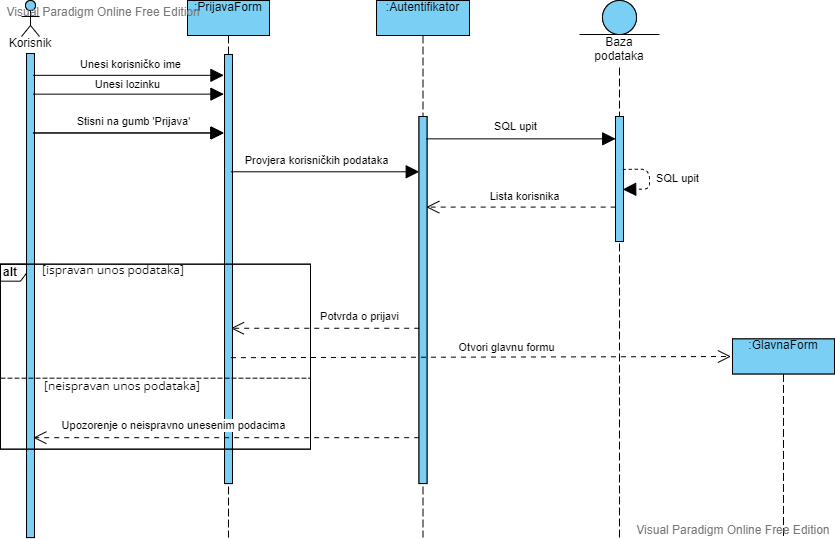 Visual Paradigm Online Free Edition
:PrijavaForm
:Autentifikator
Korisnik
Baza
podataka
Unesi korisničko ime
Unesi lozinku
Stisni na gumb 'Prijava'
SQL upit
Provjera korisničkih podataka
SQL upit
Lista korisnika
alt
[ispravan unos podataka]
Potvrda o prijavi
Otvori glavnu formu
:GlavnaForm
[neispravan unos podataka]
Upozorenje o neispravno unesenim podacima
Visual Paradigm Online Free Edition